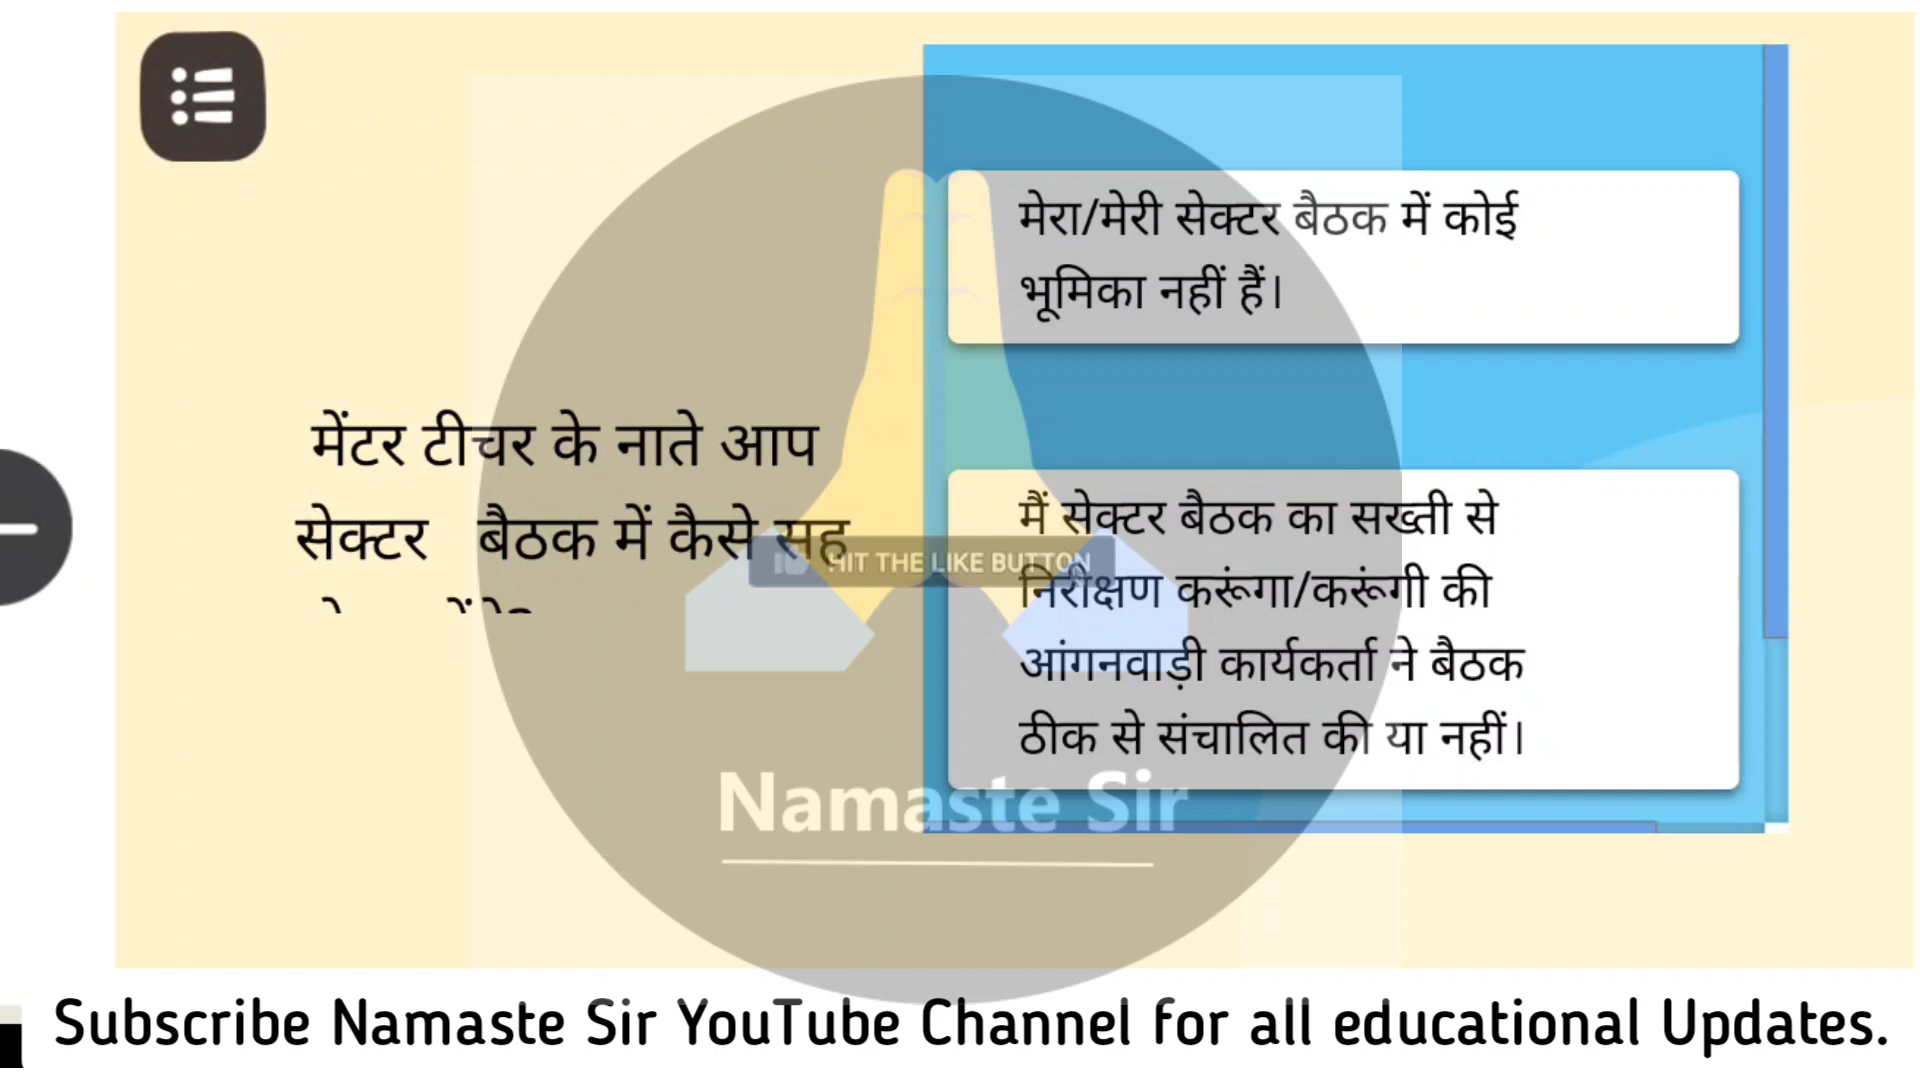 मेंटर टीचर के नाते आप
सेक्टर बैठक में कैसे सह
मेरा/मेरी सेक्टर बैठक में कोई
भूमिका नहीं हैं।
मैं सेक्टर बैठक का सख्ती से
निरीक्षण करूंगा/करूंगी की
आंगनवाड़ी कार्यकर्ता ने बैठक
ठीक से संचालित की या नहीं।
HIT THE LIKE BUTTON
Namaste Sir
Subscribe Namaste Sir YouTube Channel for all educational Updates.